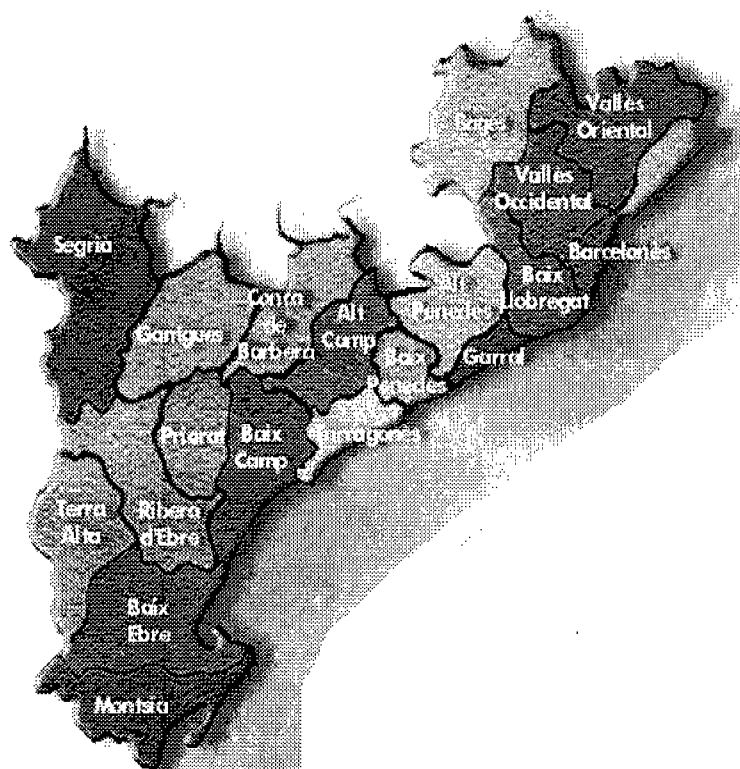 Bages
Vallès
Oriental
Vallès
Occidental
Segrià
Barcelonès
Baix
Llobregat
Alt
Penedès
Conca
de
Barberà
Alt
Camp
Garrigues
Garraf
Baix
Penedès
Tarragonès
Priorat
Baix
Camp
Terra
Alta
Ribera
d'Ebre
Baix
Ebre
Montsià